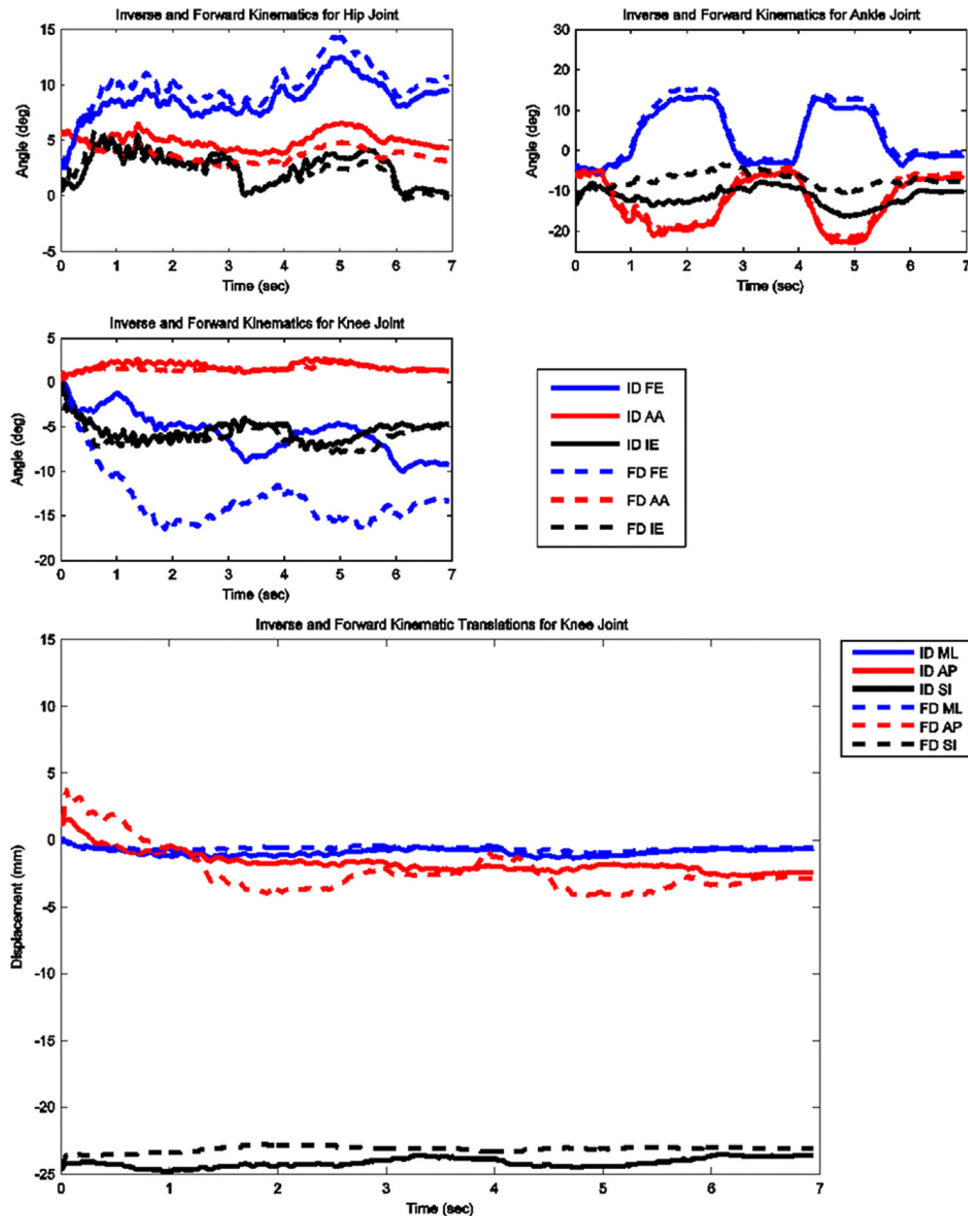 Inverse and Forward Kinematics for Hip Joint
15
10
5
0
-5
Angle (deg)
0 1 2 3 4 5 6 7
Time (sec)
Inverse and Forward Kinematics for Ankle Joint
30
20
10
0
-10
-20
Angle (deg)
0 1 2 3 4 5 6 7
Time (sec)
Inverse and Forward Kinematics for Knee Joint
5
0
-5
-10
-15
-20
Angle (deg)
0 1 2 3 4 5 6 7
Time (sec)
ID FE
ID AA
ID IE
FD FE
FD AA
FD IE
Inverse and Forward Kinematic Translations for Knee Joint
15
10
5
0
-5
-10
-15
-20
-25
Displacement (mm)
0 1 2 3 4 5 6 7
Time (sec)
ID ML
ID AP
ID SI
FD ML
FD AP
FD SI